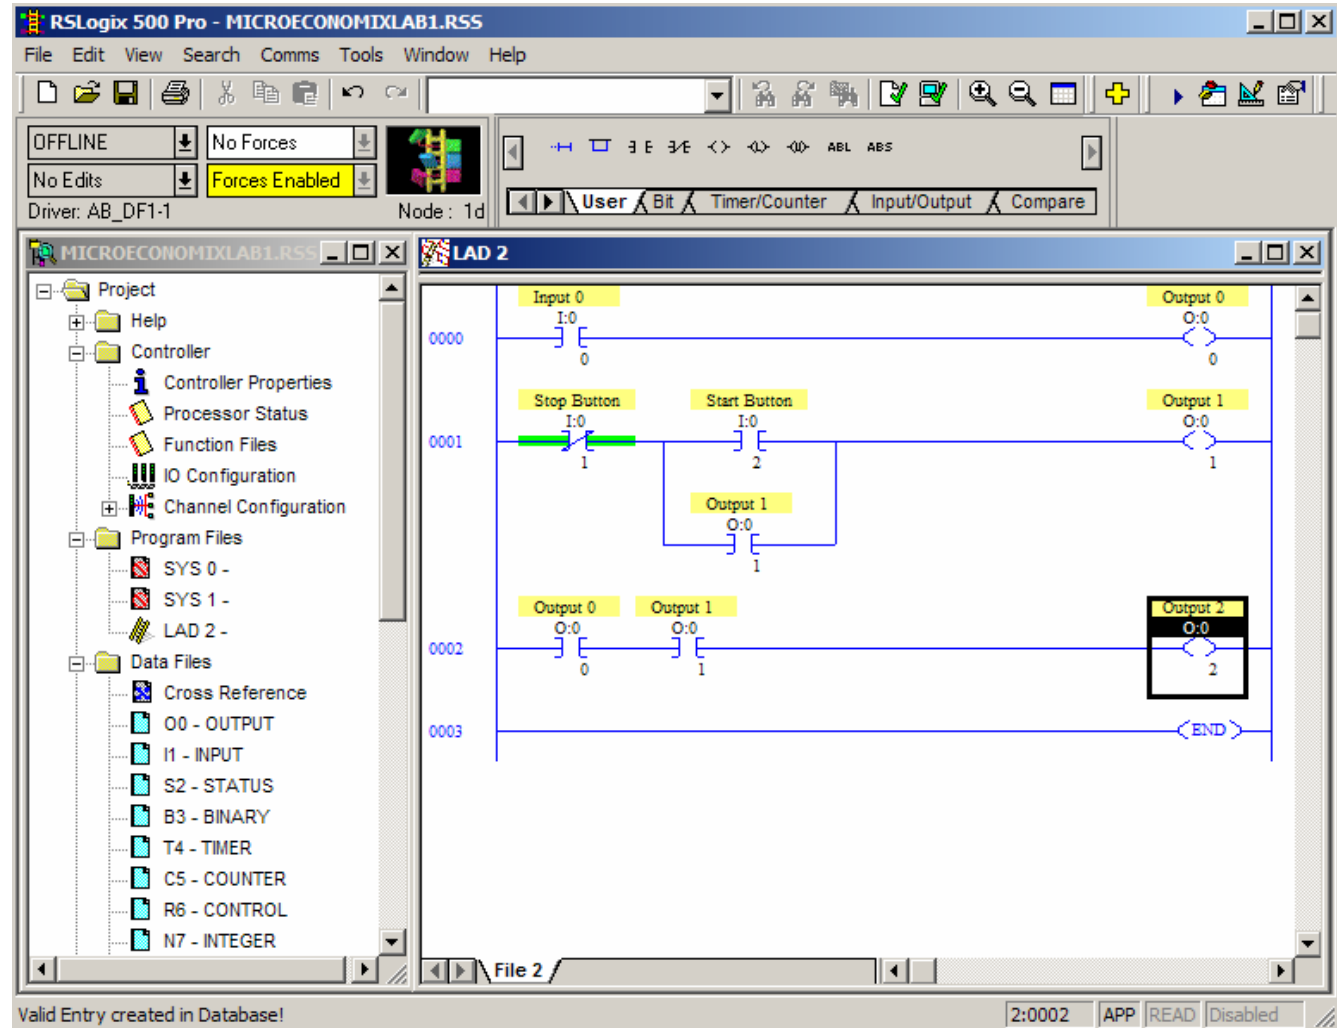 RSLogix 500 Pro - MICROECONOMIXLAB1.RSS
File Edit View Search Comms Tools Window Help
OFFLINE No Forces
No Edits Forces Enabled
Driver: AB_DF1-1 Node : 1d
ABL ABS
User Bit Timer/Counter Input/Output Compare
MICROECONOMIXLAB1.RSS
Project
Help
Controller
Controller Properties
Processor Status
Function Files
IO Configuration
Channel Configuration
Program Files
SYS 0 -
SYS 1 -
LAD 2 -
Data Files
Cross Reference
O0 - OUTPUT
I1 - INPUT
S2 - STATUS
B3 - BINARY
T4 - TIMER
C5 - COUNTER
R6 - CONTROL
N7 - INTEGER
LAD 2
Input 0 Output 0
I:0 O:0
0000
0 0
Stop Button Start Button Output 1
I:0 I:0 O:0
0001
1 2 1
Output 1
O:0
1
Output 0 Output 1 Output 2
O:0 O:0 O:0
0002
0 1 2
0003 END
File 2
Valid Entry created in Database! 2:0002 APP READ Disabled